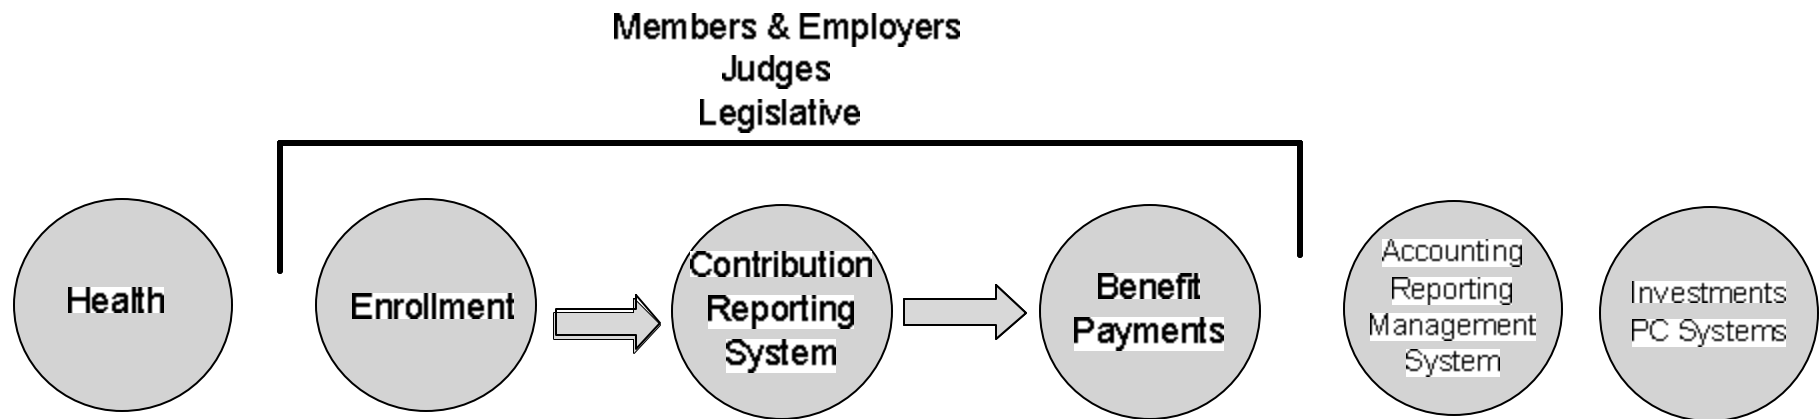 Members & Employers
Judges
Legislative
Health
Enrollment
Contribution
Reporting
System
Benefit
Payments
Accounting
Reporting
Management
System
Investments
PC Systems